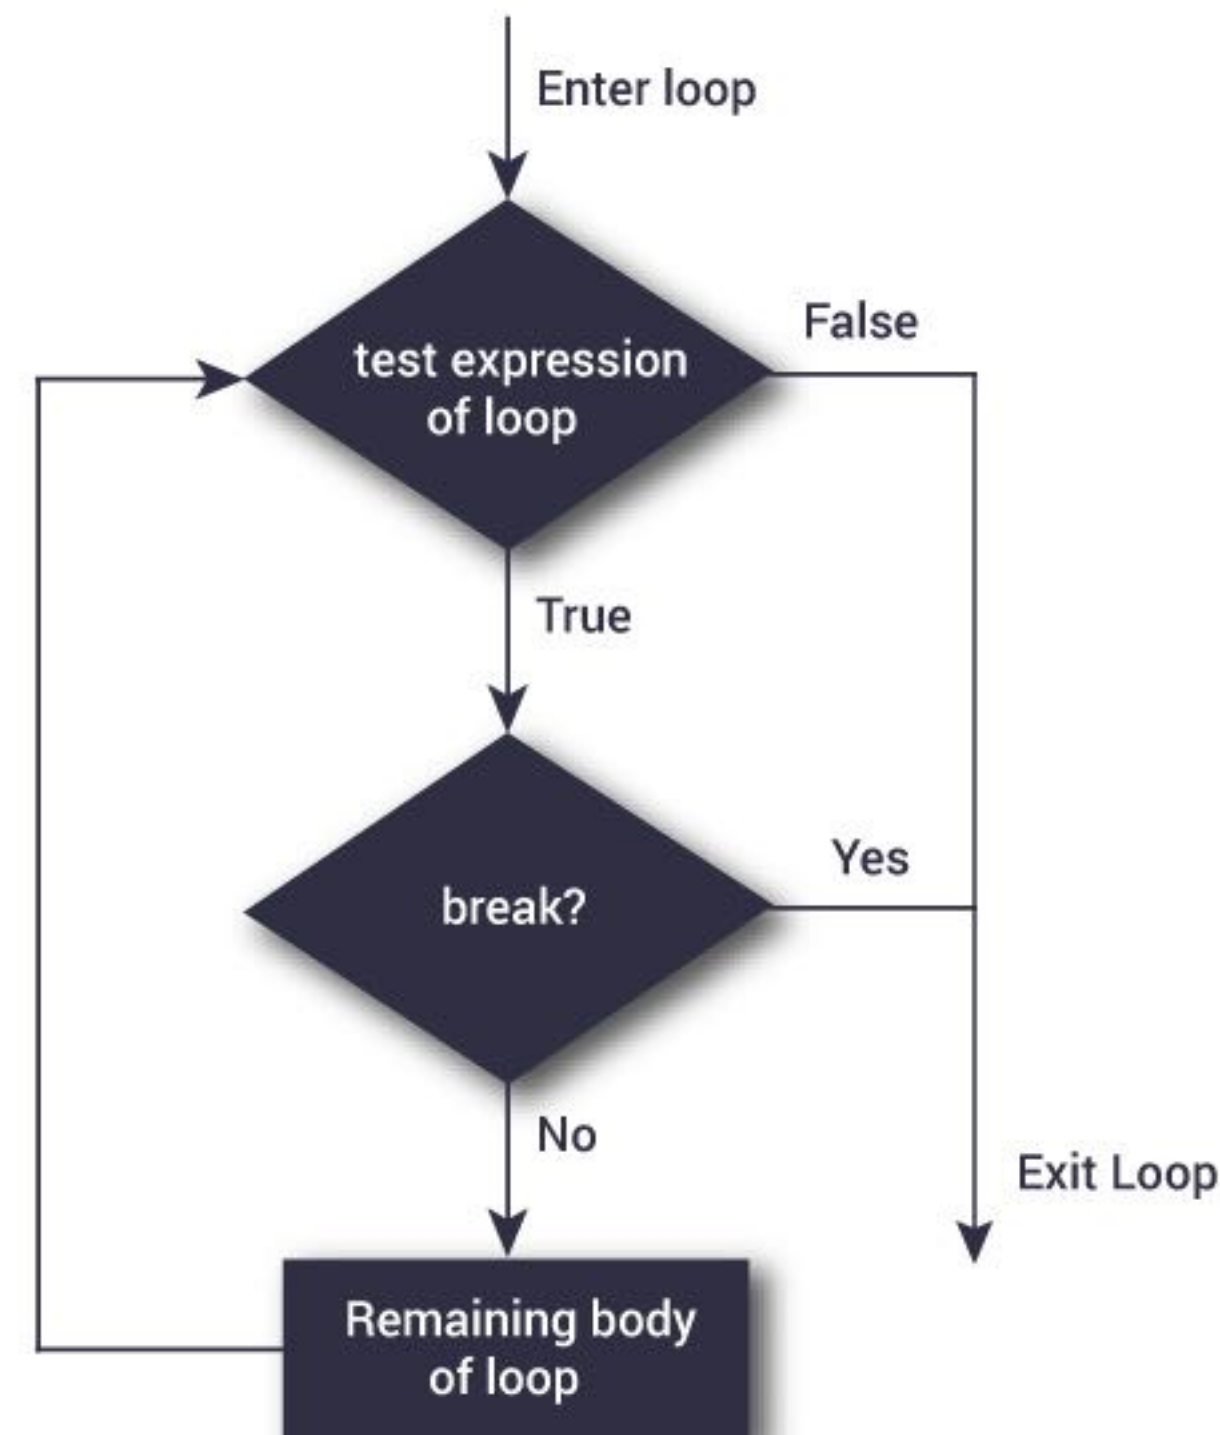 Enter loop
False
test expression
of loop
True
Yes
break?
No
Exit Loop
Remaining body
of loop